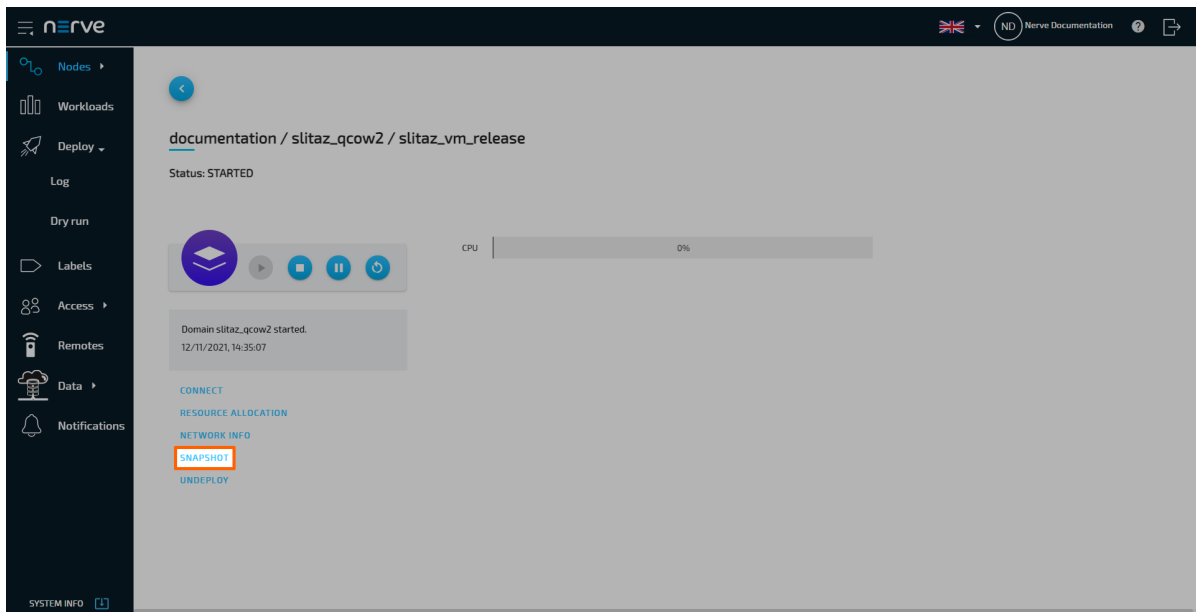 nerve
ND Nerve Documentation
Nodes
Workloads
Deploy
Log
Dry run
Labels
Access
Remotes
Data
Notifications
SYSTEM INFO
documentation / slitaz_qcow2 / slitaz_vm_release
Status: STARTED
CPU 0%
Domain slitaz_qcow2 started.
12/11/2021, 14:35:07
CONNECT
RESOURCE ALLOCATION
NETWORK INFO
SNAPSHOT
UNDEPLOY